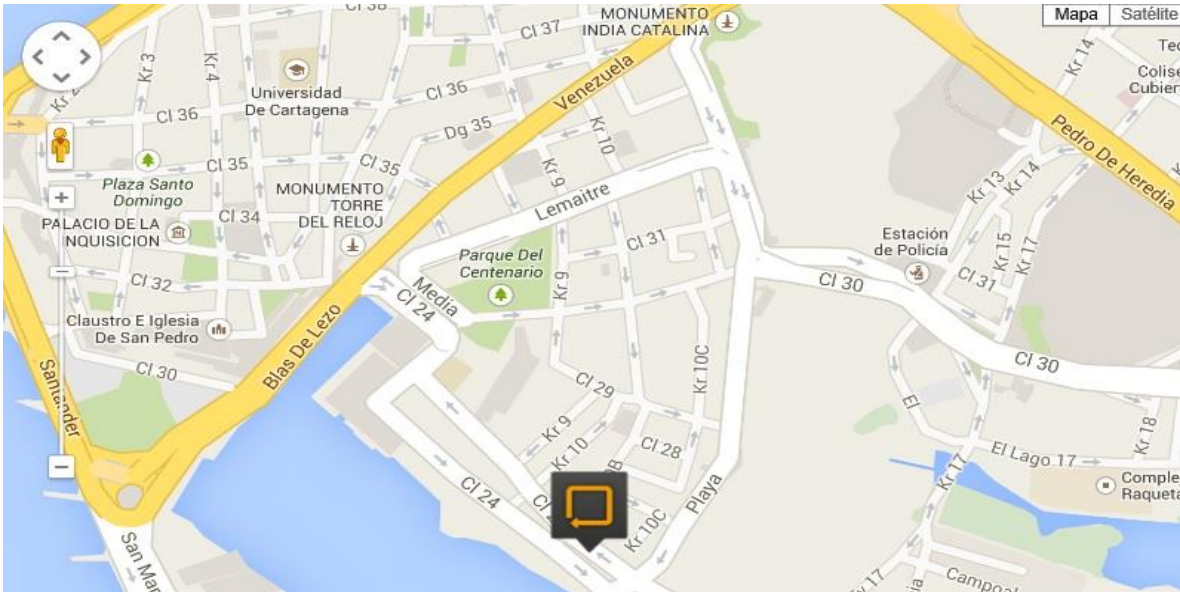 Cl 38
MONUMENTO
INDIA CATALINA
Mapa
Satélite
Cl 37
Kr 14
Kr 3
Kr 4
Universidad
De Cartagena
Venezuela
Cl 36
Cl 36
Kr 10
Dg 35
Pedro De Heredia
Cl 35
Cl 35
Plaza Santo
Domingo
MONUMENTO
TORRE
DEL RELOJ
Kr 9
Lemaitre
Kr 13
Kr 14
Cl 34
PALACIO DE LA
NQUISICION
Estación
de Policía
Kr 15
Kr 17
Cl 31
Parque Del
Centenario
Cl 31
Cl 30
Cl 32
Media
Kr 9
Cl 24
Claustro E Iglesia
De San Pedro
Blas De Lezo
Kr 10C
Cl 30
Cl 30
Santander
Cl 29
El
Kr 9
Kr 18
Cl 28
El Lago 17
Kr 10
Kr 17
Cl 24
Playa
Comple
Raqueta
Kr 10C
San Mar
Kr 17
Campoal